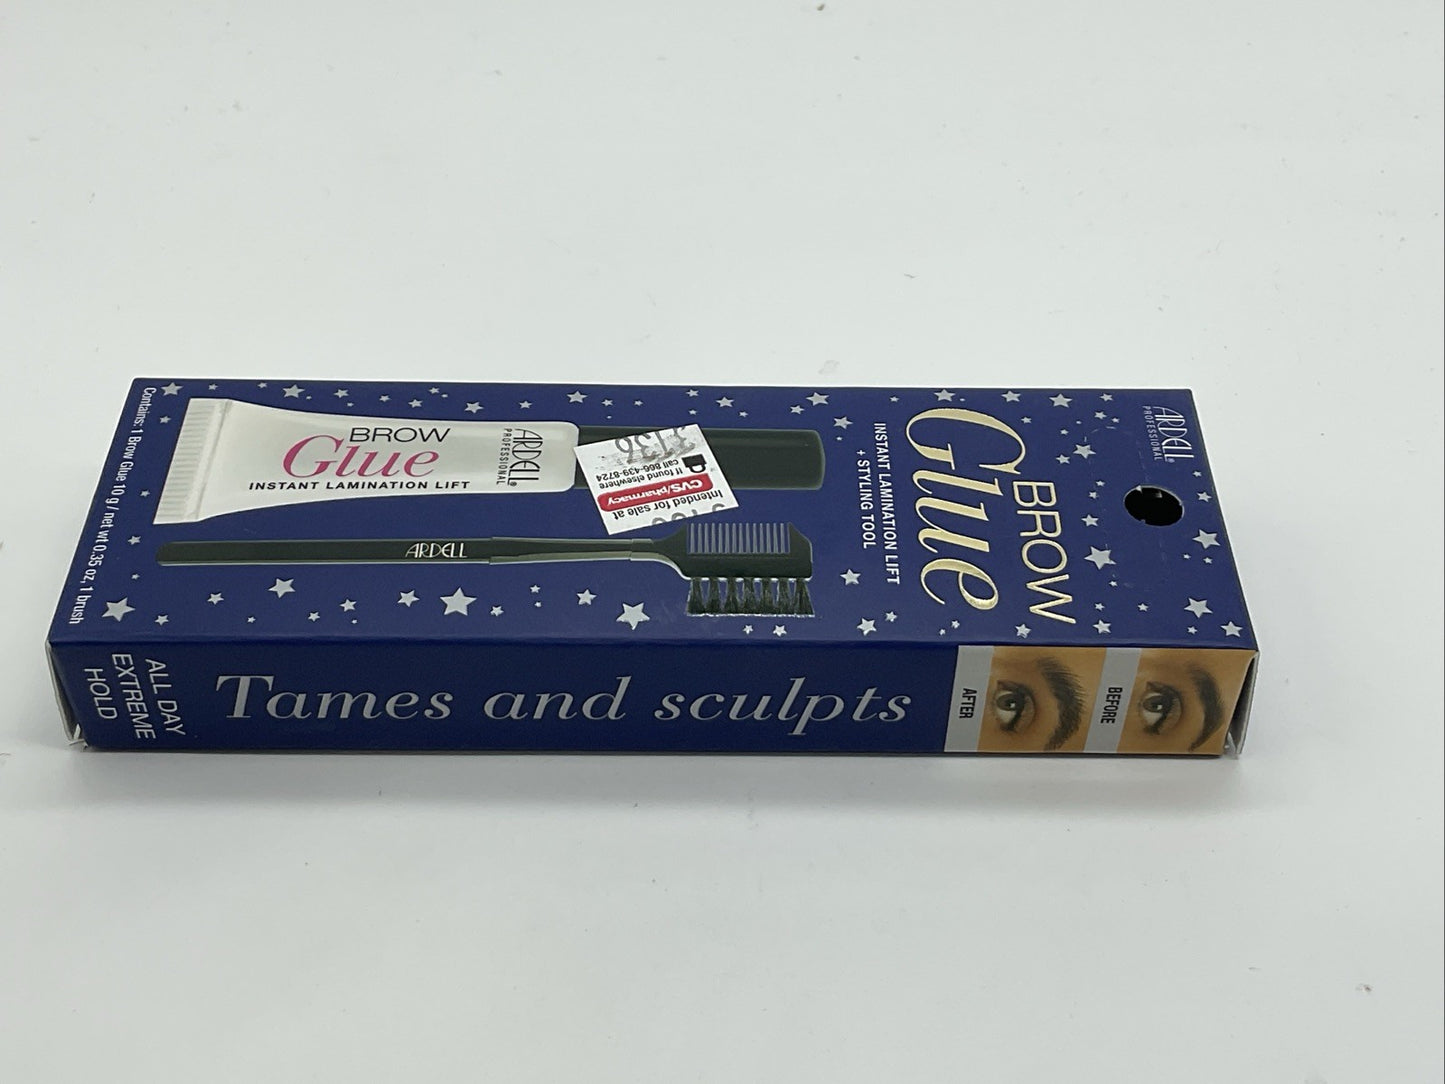 ARDELL
PROFESSIONAL
BROW
Glue
INSTANT LAMINATION LIFT
+ STYLING TOOL
BROW
Glue
INSTANT LAMINATION LIFT
ARDELL®
PROFESSIONAL
Intended for sale at
CVS/pharmacy
If found elsewhere
call 866-439-8724
ARDELL
Contains: 1 Brow Glue 10 g / net wt 0.35 oz, 1 brush
ALL DAY
EXTREME
HOLD
Tames and sculpts
AFTER
BEFORE